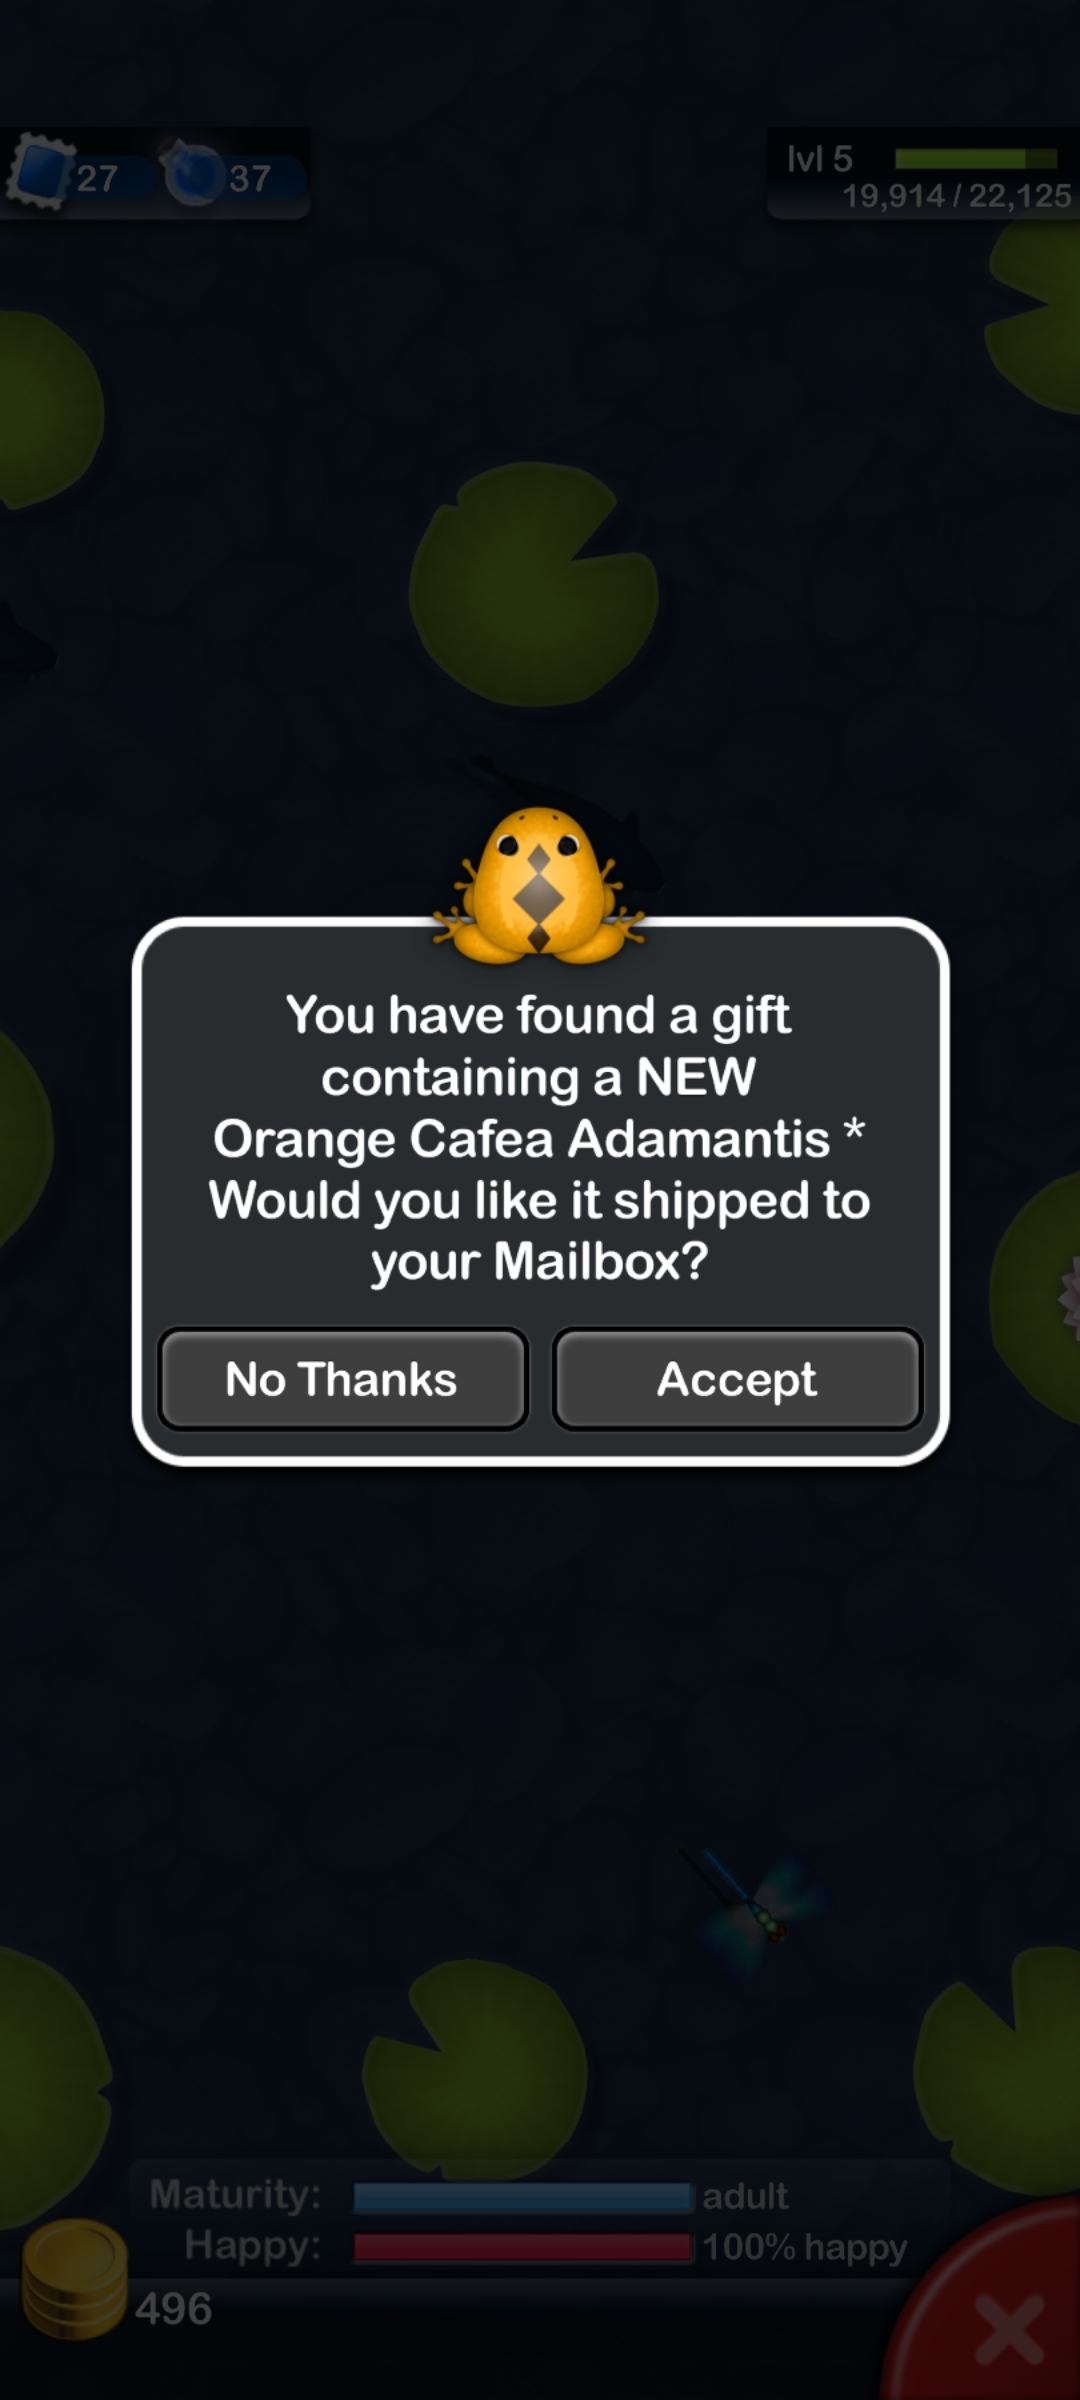 27 37
lvl 5
19,914 / 22,125
You have found a gift
containing a NEW
Orange Cafea Adamantis *
Would you like it shipped to
your Mailbox?
No Thanks Accept
Maturity: adult
Happy: 100% happy
496